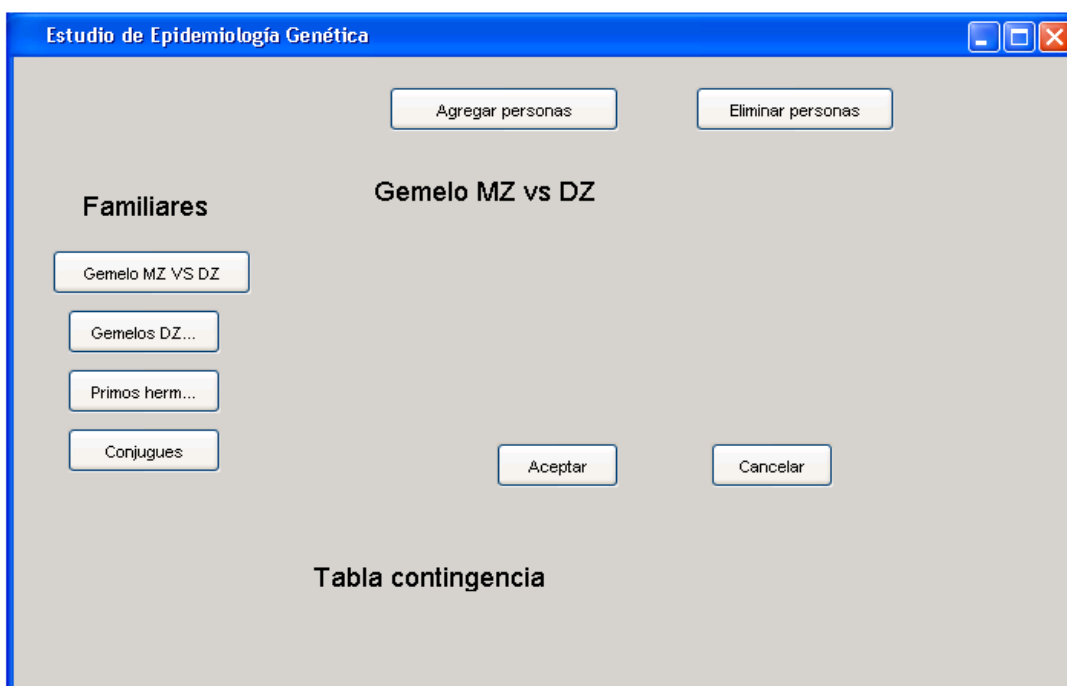 Estudio de Epidemiología Genética
Agregar personas
Eliminar personas
Gemelo MZ vs DZ
Familiares
Gemelo MZ VS DZ
Gemelos DZ...
Primos herm...
Conjugues
Aceptar
Cancelar
Tabla contingencia